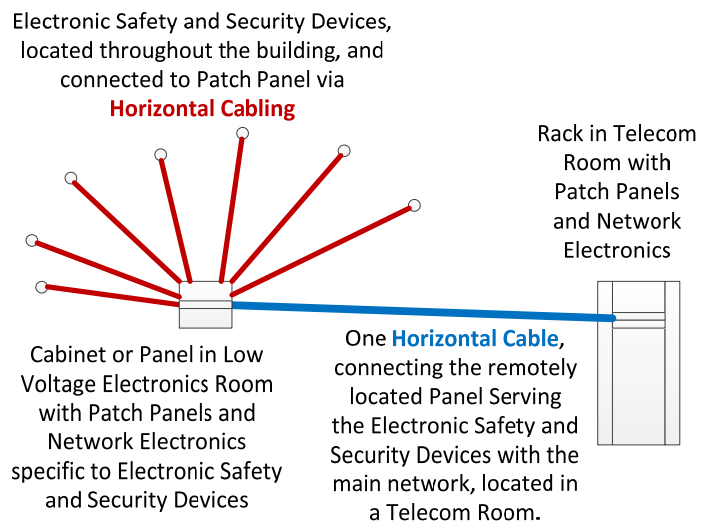 Electronic Safety and Security Devices,
located throughout the building, and
connected to Patch Panel via
Horizontal Cabling
Rack in Telecom
Room with
Patch Panels
and Network
Electronics
Cabinet or Panel in Low
Voltage Electronics Room
with Patch Panels and
Network Electronics
specific to Electronic Safety
and Security Devices
One Horizontal Cable,
connecting the remotely
located Panel Serving
the Electronic Safety and
Security Devices with the
main network, located in
a Telecom Room.